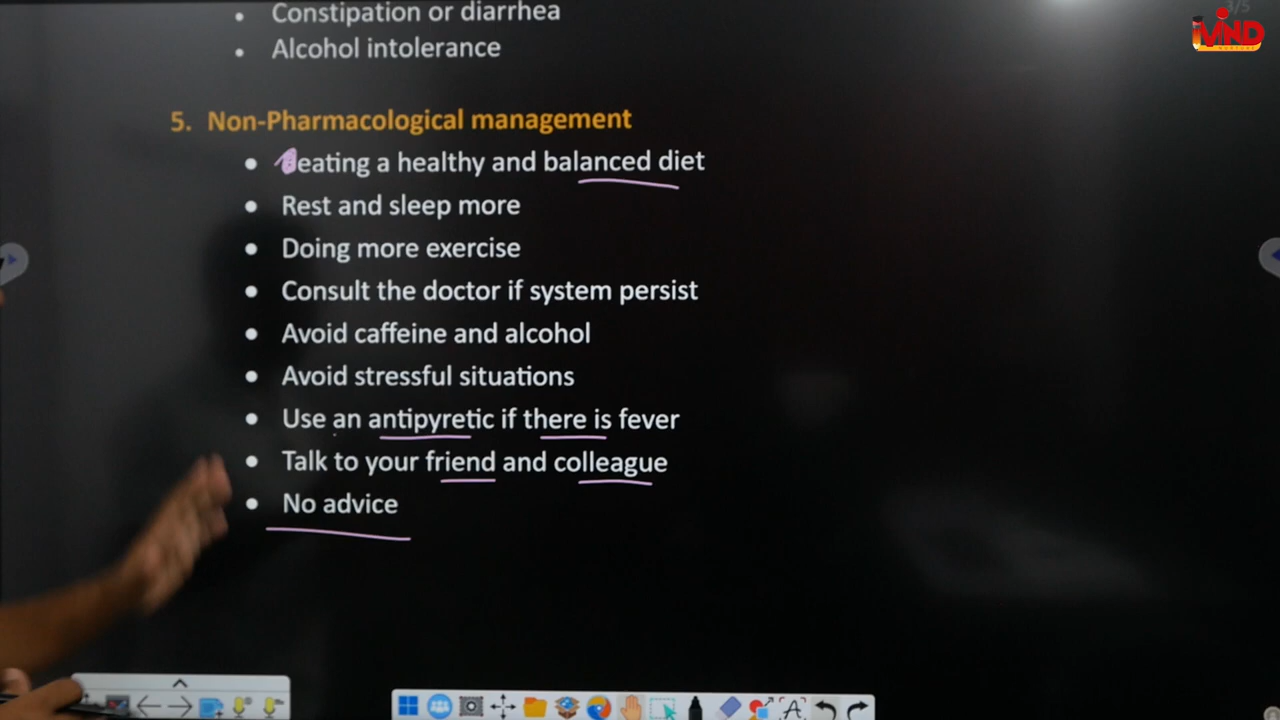 3/5
• Constipation or diarrhea
• Alcohol intolerance
5. Non-Pharmacological management
• eating a healthy and balanced diet
• Rest and sleep more
• Doing more exercise
• Consult the doctor if system persist
• Avoid caffeine and alcohol
• Avoid stressful situations
• Use an antipyretic if there is fever
• Talk to your friend and colleague
• No advice